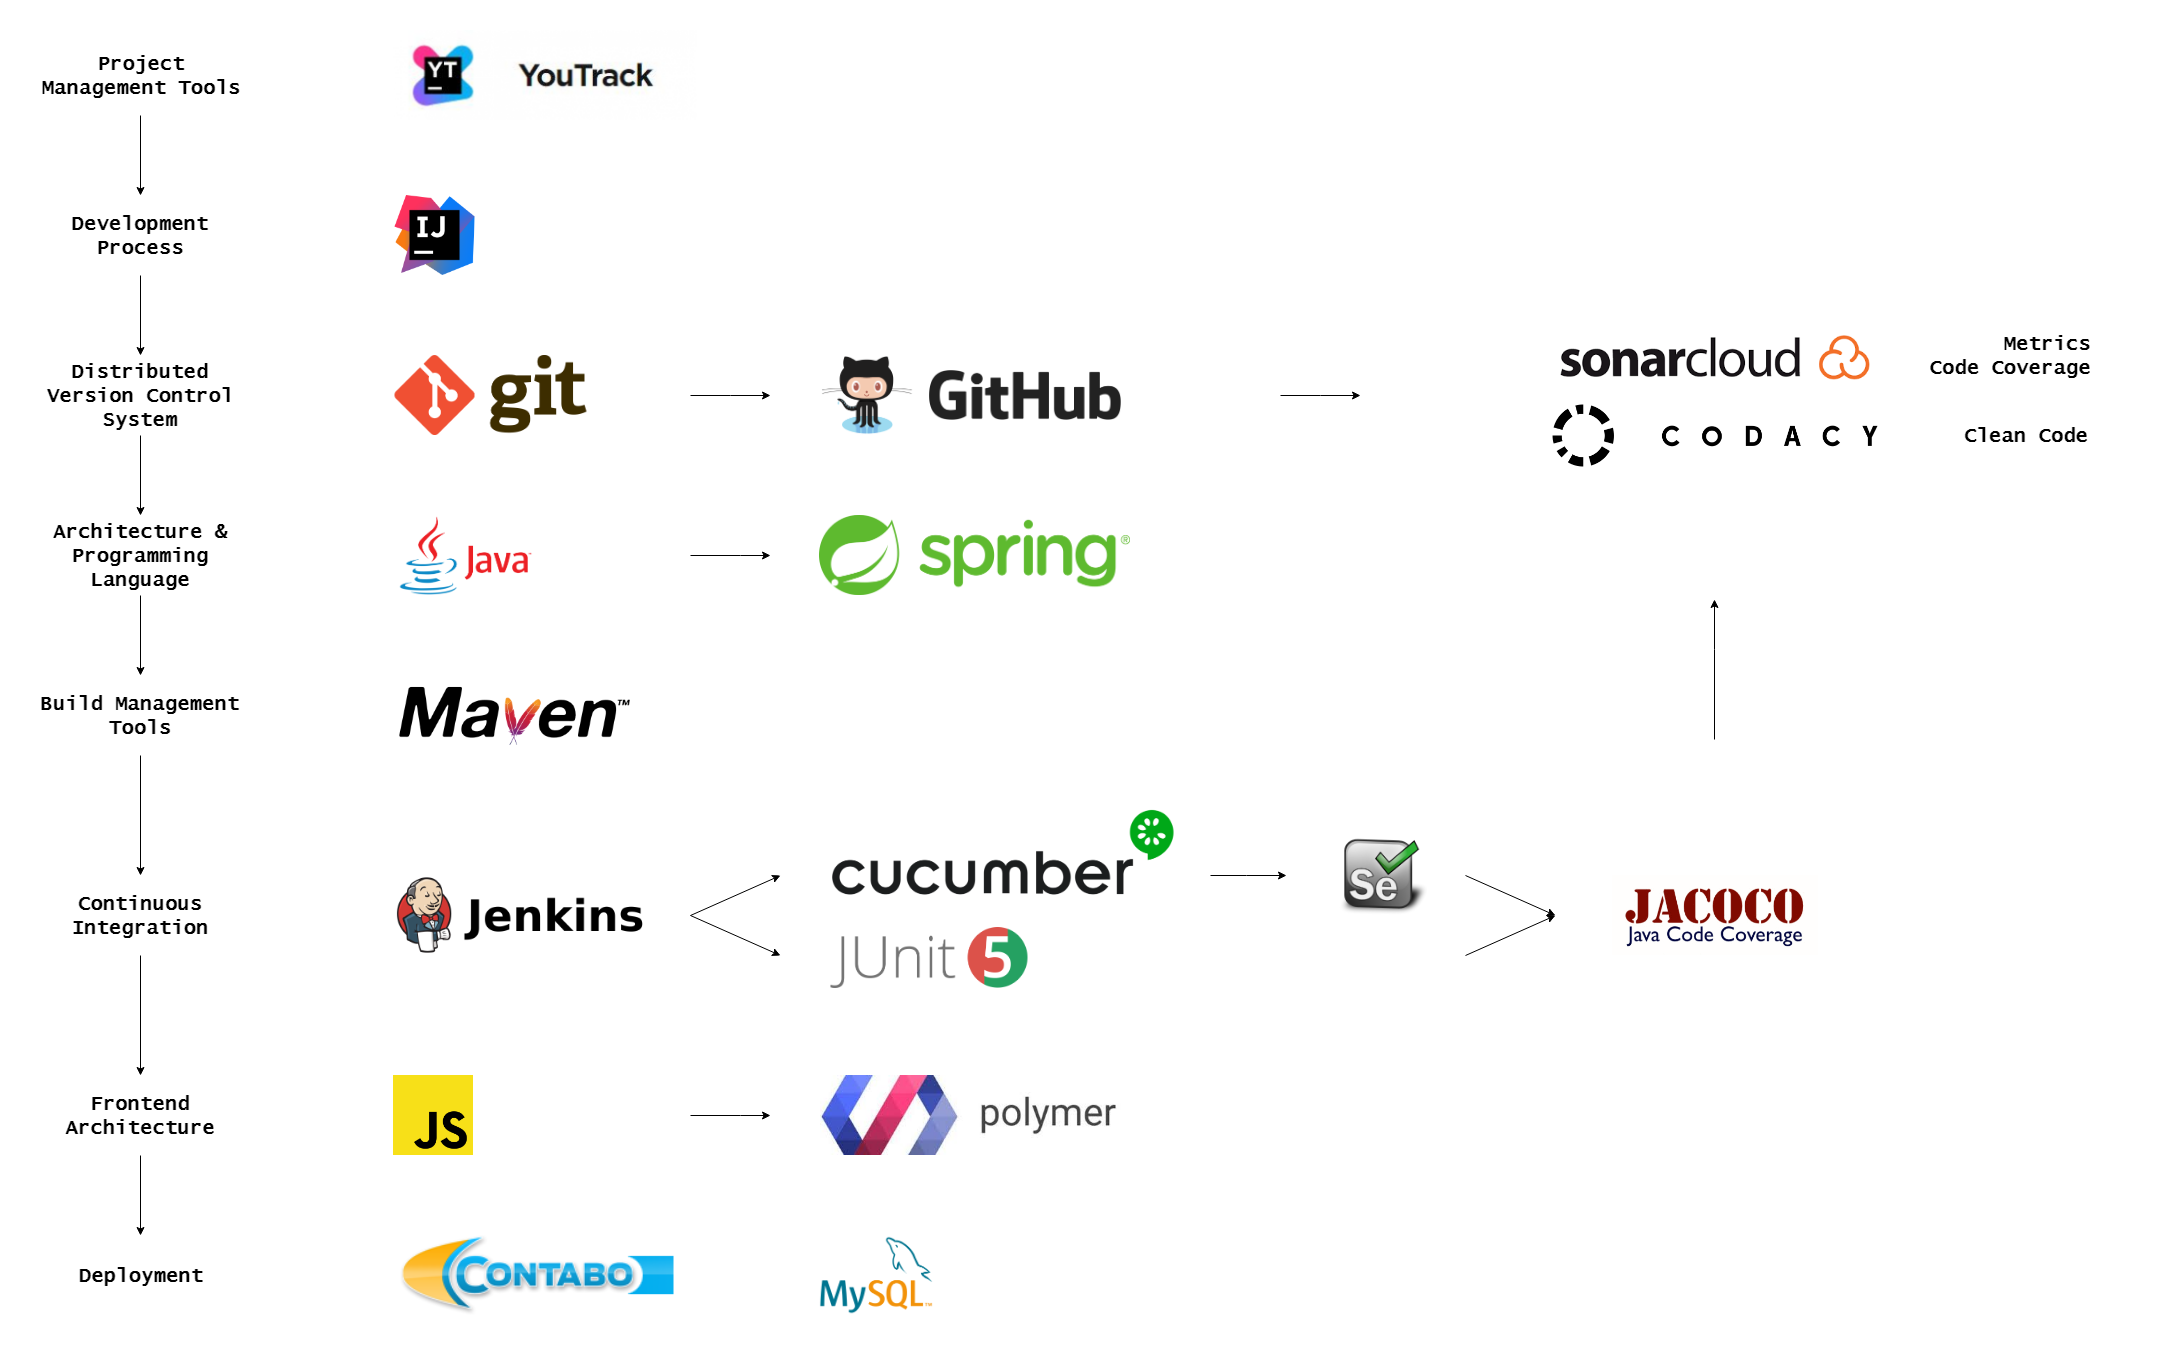 Project
Management Tools
YT
YouTrack
Development
Process
IJ
Distributed
Version Control
System
git
GitHub
sonarcloud
Metrics
Code Coverage
CODACY
Clean Code
Architecture &
Programming
Language
Java
spring®
Build Management
Tools
Maven™
Continuous
Integration
Jenkins
cucumber
JUnit 5
Se
JACOCO
Java Code Coverage
Frontend
Architecture
JS
polymer
Deployment
CONTABO
MySQL™